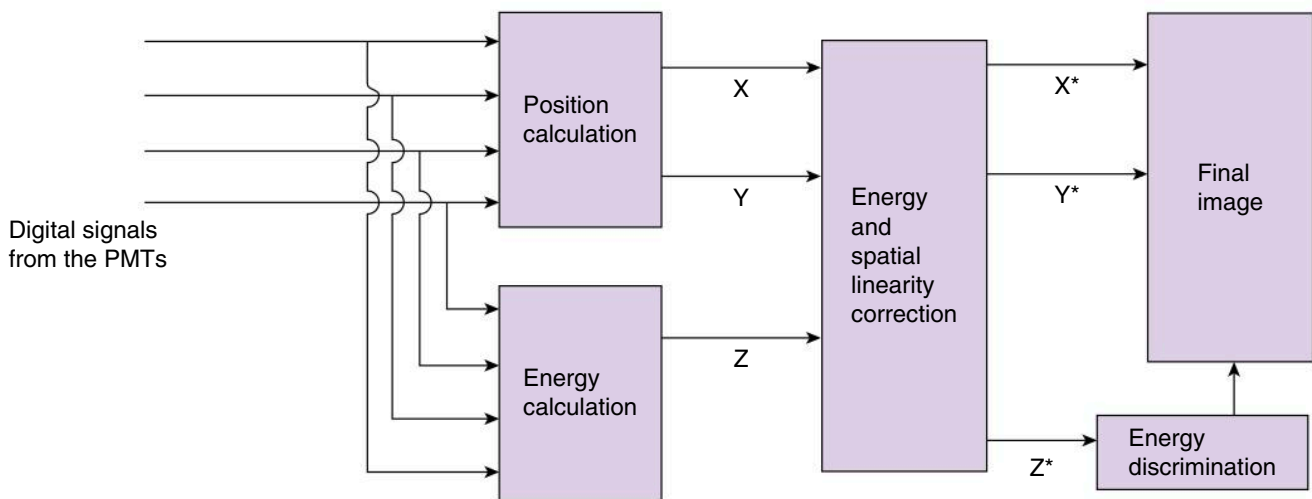 Digital signals
from the PMTs
Position
calculation
Energy
calculation
X
Y
Z
Energy
and
spatial
linearity
correction
X*
Y*
Z*
Final
image
Energy
discrimination